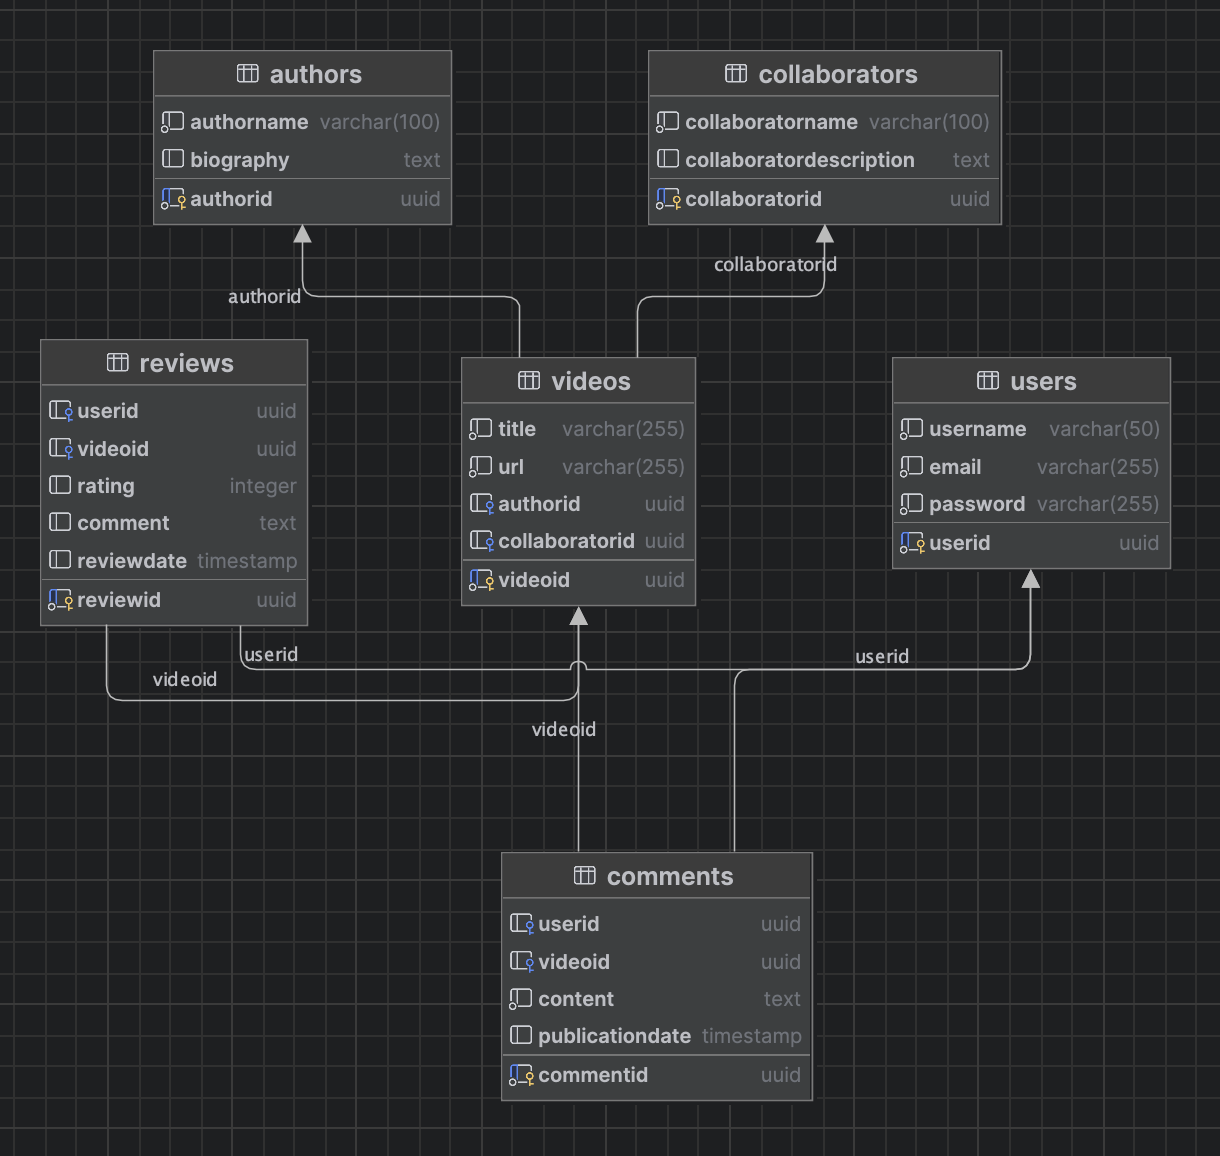 authors
authorname varchar(100)
biography text
authorid uuid
collaborators
collaboratorname varchar(100)
collaboratordescription text
collaboratorid uuid
collaboratorid
authorid
reviews
userid uuid
videoid uuid
rating integer
comment text
reviewdate timestamp
reviewid uuid
videos
title varchar(255)
url varchar(255)
authorid uuid
collaboratorid uuid
videoid uuid
users
username varchar(50)
email varchar(255)
password varchar(255)
userid uuid
userid
userid
videoid
videoid
comments
userid uuid
videoid uuid
content text
publicationdate timestamp
commentid uuid